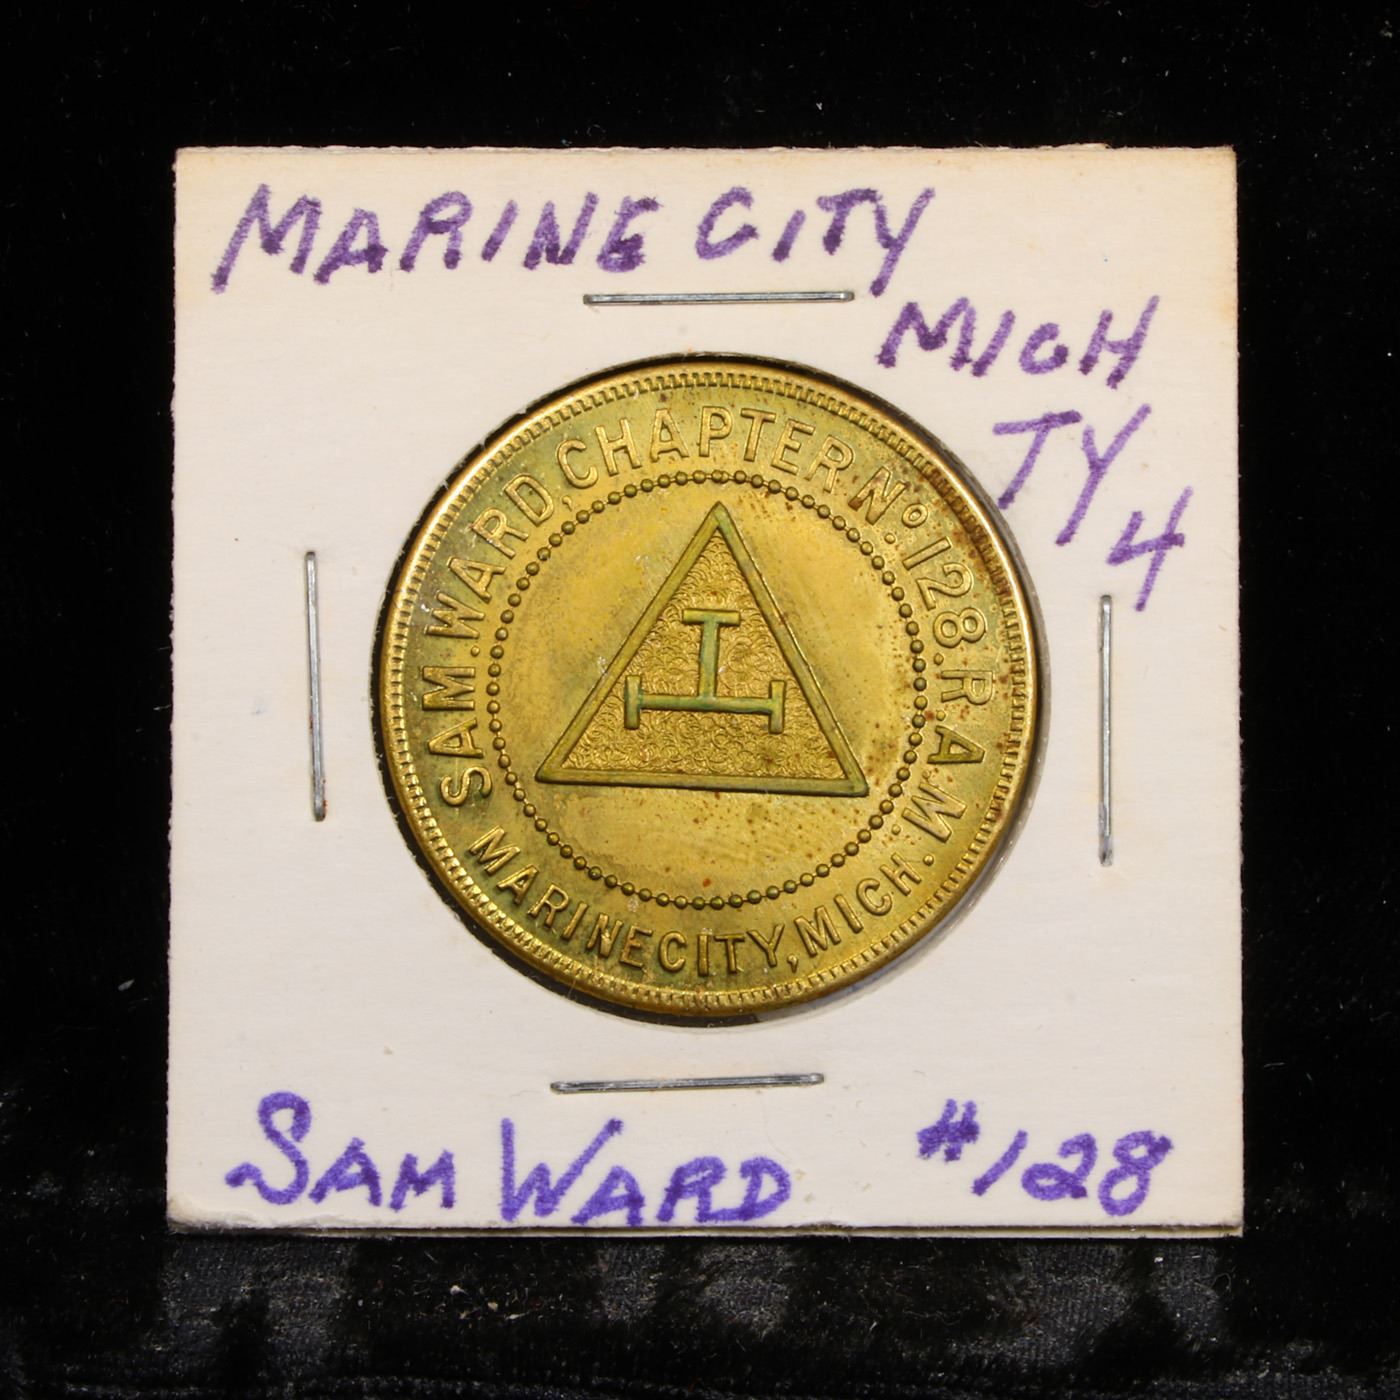 MARINE CITY
MICH
TY
4
SAM. WARD, CHAPTER No. 128. R.A.M.
MARINE CITY, MICH.
SAM WARD #128